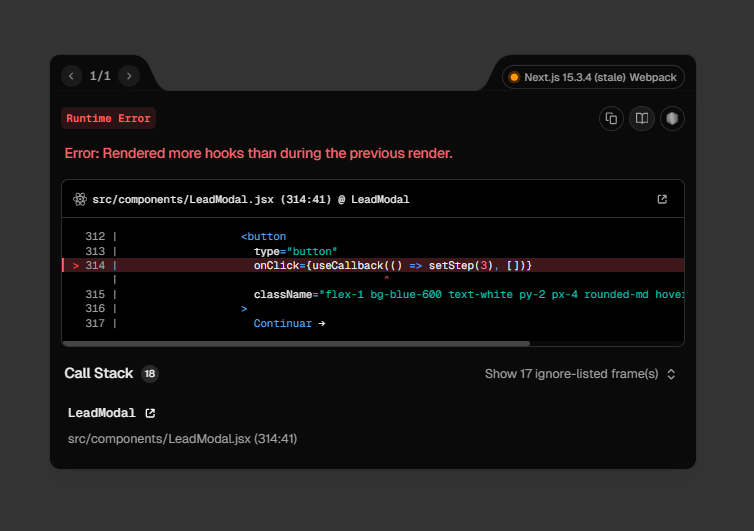 1/1
Next.js 15.3.4 (stale) Webpack
Runtime Error
Error: Rendered more hooks than during the previous render.
src/components/LeadModal.jsx (314:41) @ LeadModal
312 | <button
313 | type="button"
> 314 | onClick={useCallback(() => setStep(3), [])}
| ^
315 | className="flex-1 bg-blue-600 text-white py-2 px-4 rounded-md hover
316 | >
317 | Continuar →
Call Stack 18
Show 17 ignore-listed frame(s)
LeadModal
src/components/LeadModal.jsx (314:41)